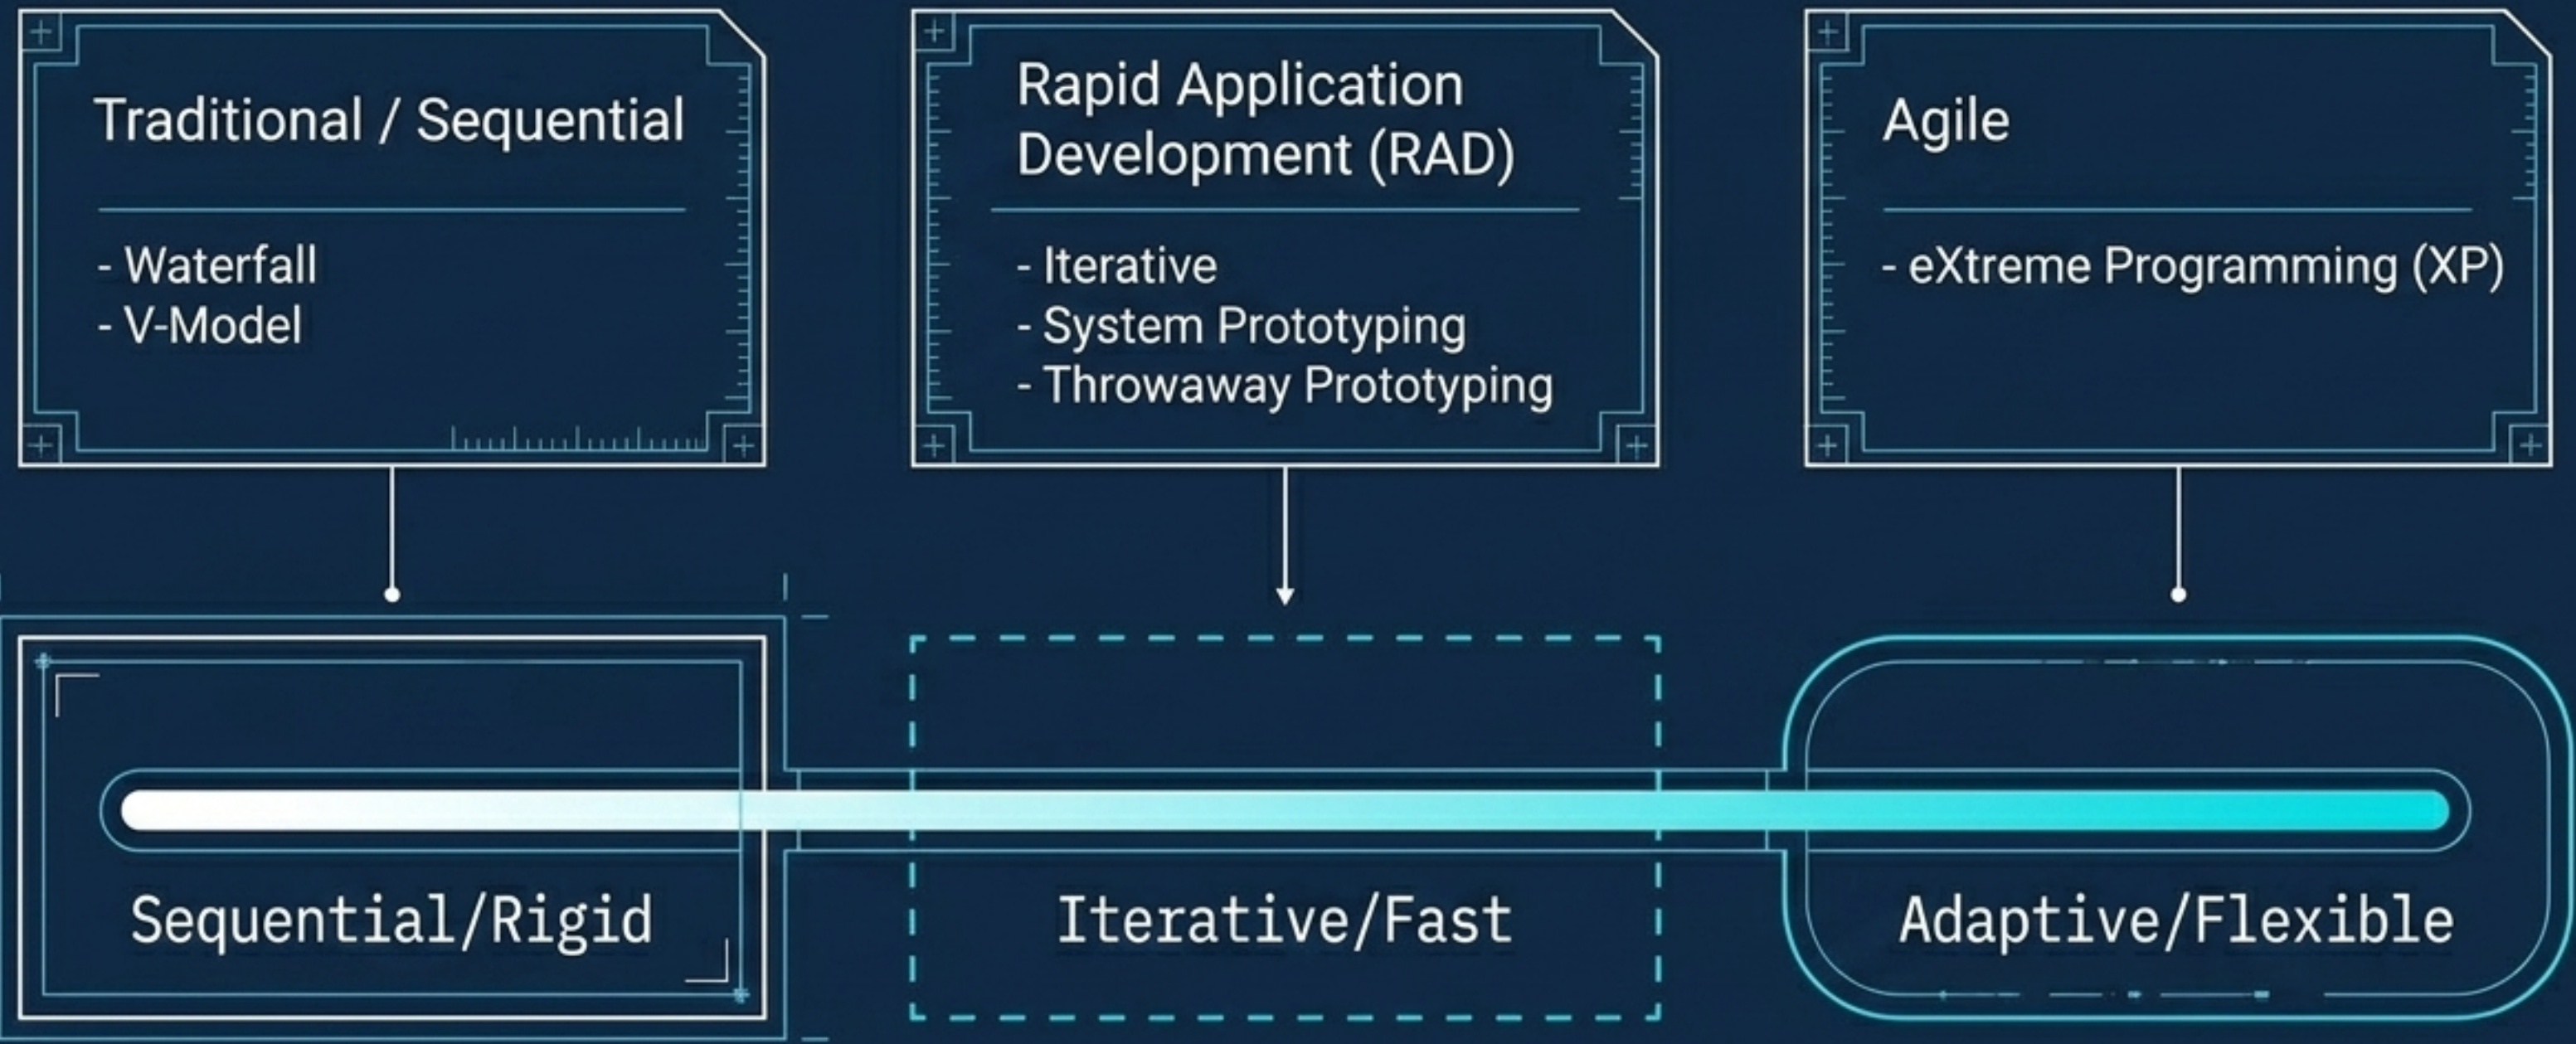 Traditional / Sequential
- Waterfall
- V-Model
Rapid Application
Development (RAD)
- Iterative
- System Prototyping
- Throwaway Prototyping
Agile
- eXtreme Programming (XP)
Sequential/Rigid
Iterative/Fast
Adaptive/Flexible